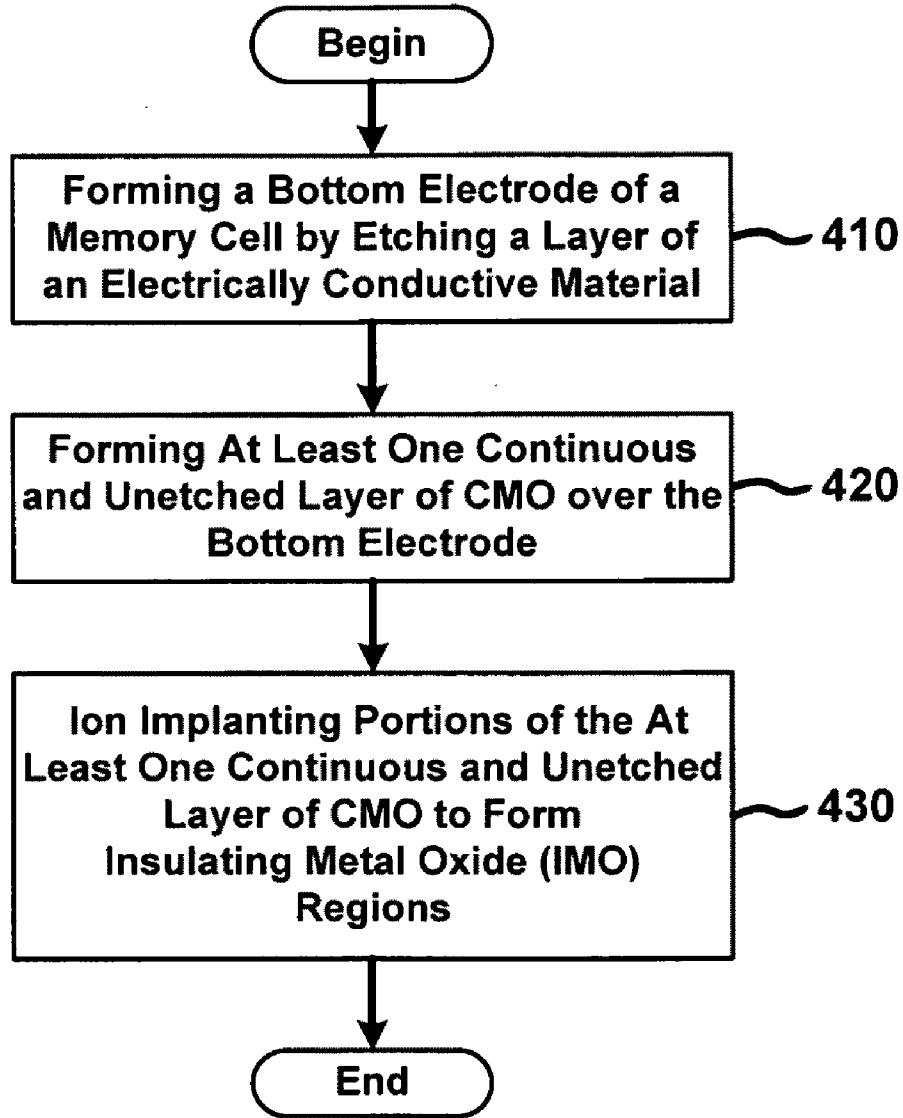 Begin
Forming a Bottom Electrode of a
Memory Cell by Etching a Layer of
an Electrically Conductive Material
410
Forming At Least One Continuous
and Unetched Layer of CMO over the
Bottom Electrode
420
Ion Implanting Portions of the At
Least One Continuous and Unetched
Layer of CMO to Form
Insulating Metal Oxide (IMO)
Regions
430
End